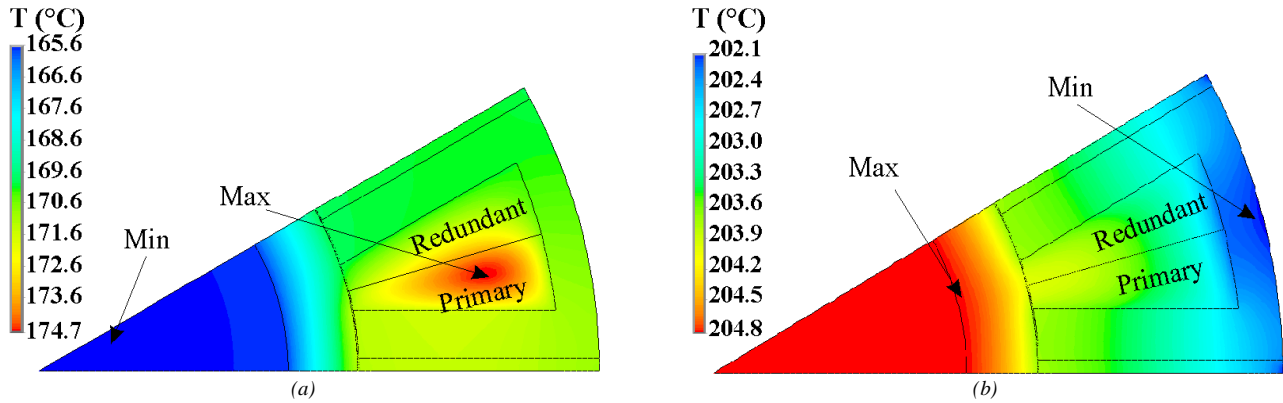 T (°C)
165.6
166.6
167.6
168.6
169.6
170.6
171.6
172.6
173.6
174.7
Min
Max
Redundant
Primary
(a)
T (°C)
202.1
202.4
202.7
203.0
203.3
203.6
203.9
204.2
204.5
204.8
Max
Min
Redundant
Primary
(b)